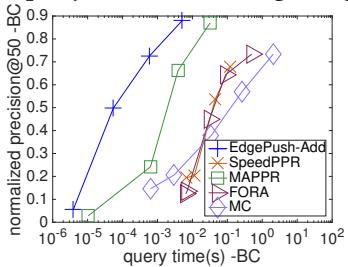 normalized precision@50 -BC
0.9
0.8
0.7
0.6
0.5
0.4
0.3
0.2
0.1
0
EdgePush-Add
SpeedPPR
MAPPR
FORA
MC
10^-6 10^-5 10^-4 10^-3 10^-2 10^-1 10^0 10^1 10^2
query time(s) -BC